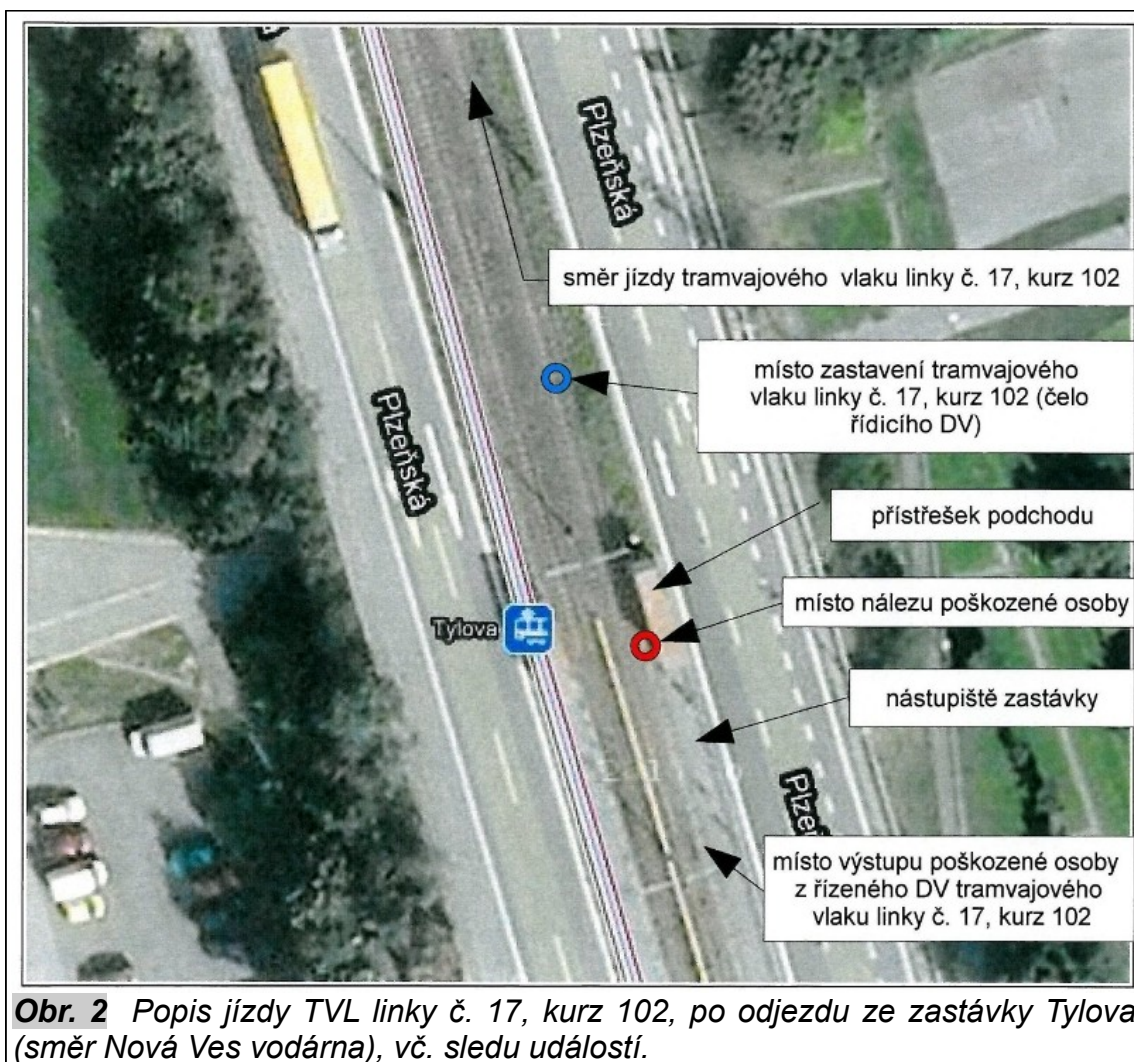 Plzeňská
směr jízdy tramvajového vlaku linky č. 17, kurz 102
místo zastavení tramvajového
vlaku linky č. 17, kurz 102 (čelo
řídicího DV)
Plzeňská
přístřešek podchodu
místo nálezu poškozené osoby
Tylova
nástupiště zastávky
místo výstupu poškozené osoby
z řízeného DV tramvajového
vlaku linky č. 17, kurz 102
Obr. 2 Popis jízdy TVL linky č. 17, kurz 102, po odjezdu ze zastávky Tylova
(směr Nová Ves vodárna), vč. sledu událostí.